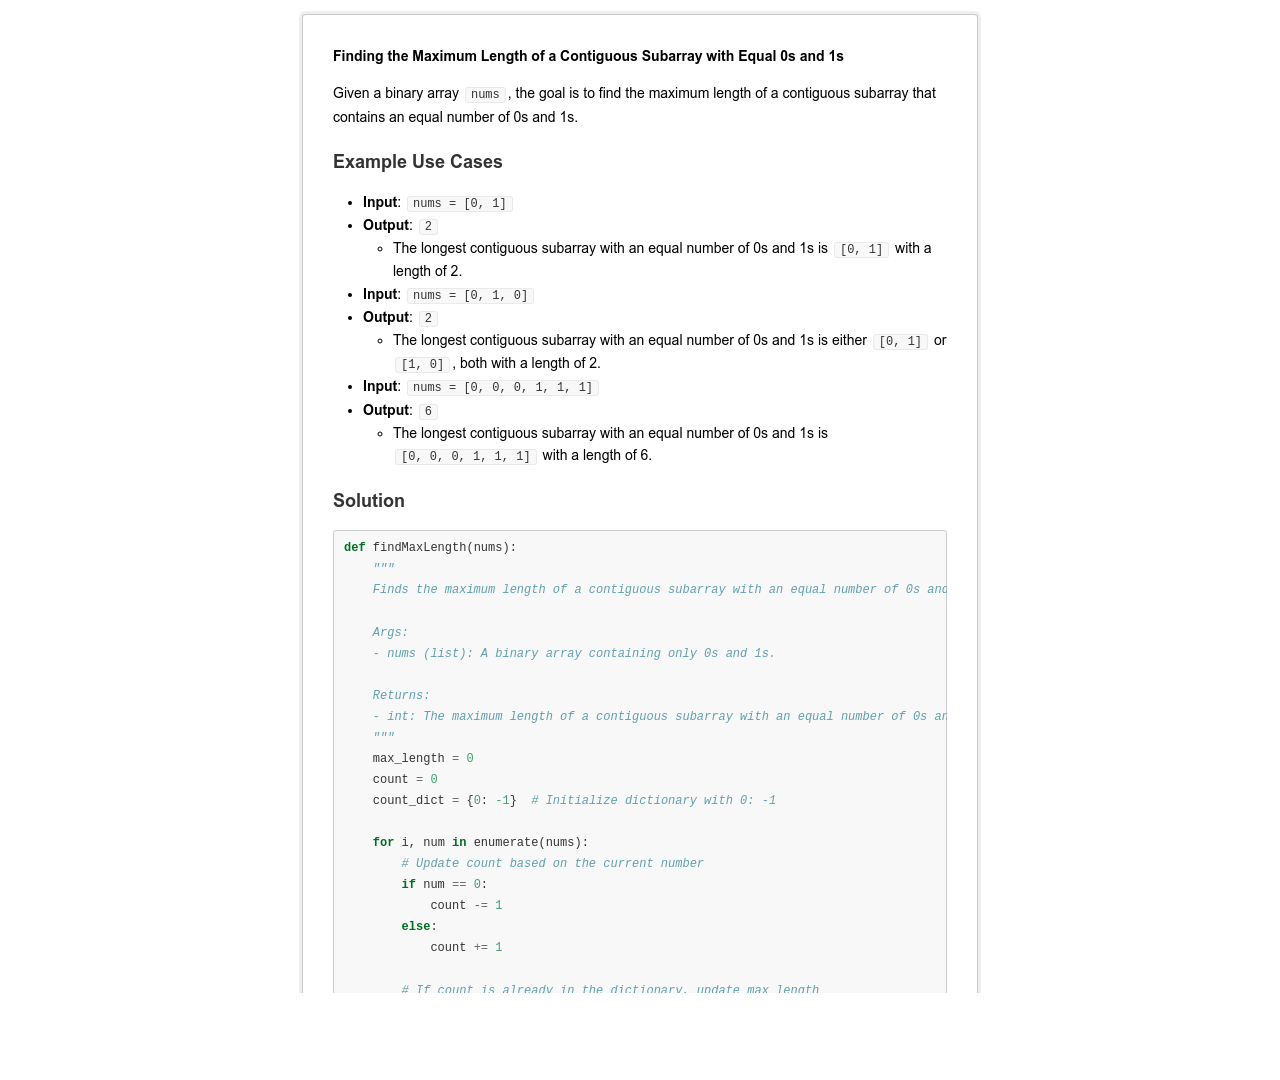 Finding the Maximum Length of a Contiguous Subarray with Equal 0s and 1s
Given a binary array nums, the goal is to find the maximum length of a contiguous subarray that
contains an equal number of 0s and 1s.
Example Use Cases
• Input: nums = [0, 1]
• Output: 2
◦ The longest contiguous subarray with an equal number of 0s and 1s is [0, 1] with a
length of 2.
• Input: nums = [0, 1, 0]
• Output: 2
◦ The longest contiguous subarray with an equal number of 0s and 1s is either [0, 1] or
[1, 0], both with a length of 2.
• Input: nums = [0, 0, 0, 1, 1, 1]
• Output: 6
◦ The longest contiguous subarray with an equal number of 0s and 1s is
[0, 0, 0, 1, 1, 1] with a length of 6.
Solution
def findMaxLength(nums):
    """
    Finds the maximum length of a contiguous subarray with an equal number of 0s and
    Args:
    - nums (list): A binary array containing only 0s and 1s.
    Returns:
    - int: The maximum length of a contiguous subarray with an equal number of 0s an
    """
    max_length = 0
    count = 0
    count_dict = {0: -1}  # Initialize dictionary with 0: -1
    for i, num in enumerate(nums):
        # Update count based on the current number
        if num == 0:
            count -= 1
        else:
            count += 1
        # If count is already in the dictionary, update max_length